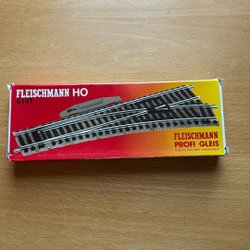 FLEISCHMANN HO
6141
FLEISCHMANN
PROFI-GLEIS